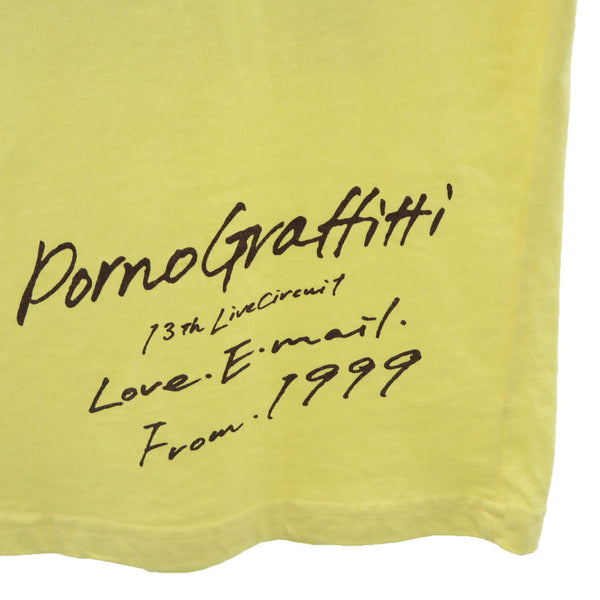 PornoGraffitti
13th LiveCircuit
Love.E.mail.
From.1999